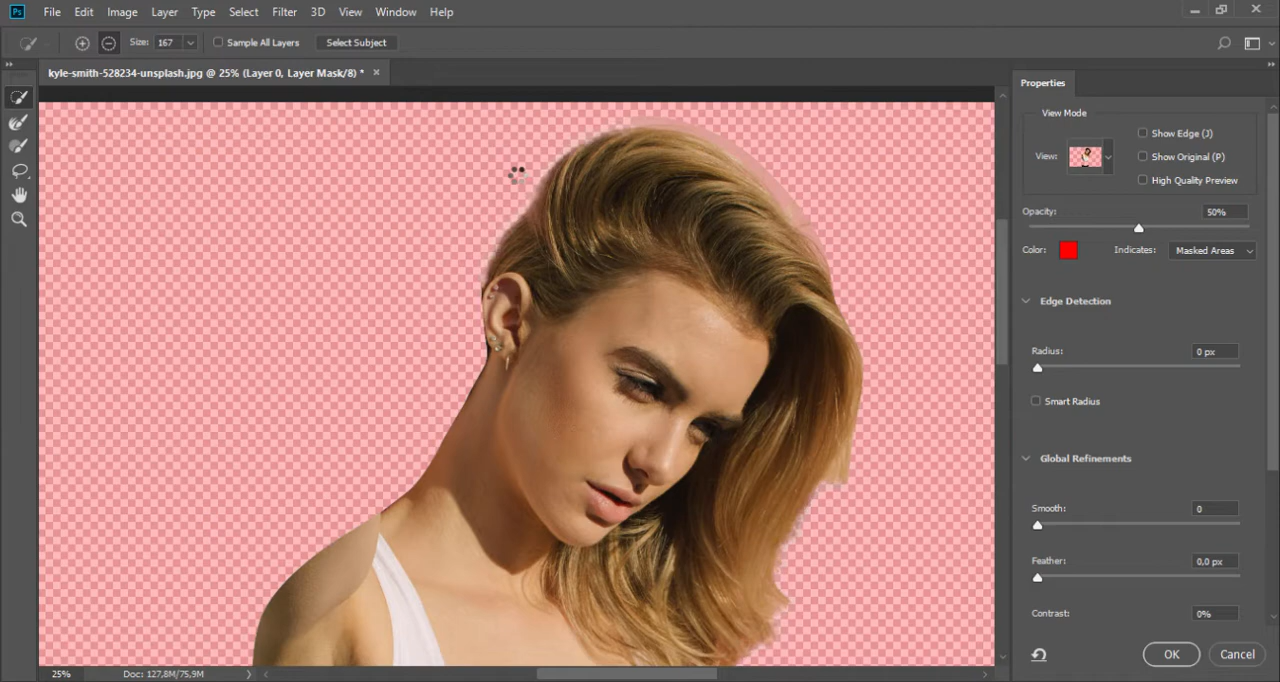 Ps File Edit Image Layer Type Select Filter 3D View Window Help
Size: 167 Sample All Layers Select Subject
kyle-smith-528234-unsplash.jpg @ 25% (Layer 0, Layer Mask/8) * ×
Properties
View Mode
Show Edge (J)
View:
Show Original (P)
High Quality Preview
Opacity: 50%
Color: Indicates: Masked Areas
Edge Detection
Radius: 0 px
Smart Radius
Global Refinements
Smooth: 0
Feather: 0,0 px
Contrast: 0%
OK Cancel
25% Doc: 127,8M/75,9M